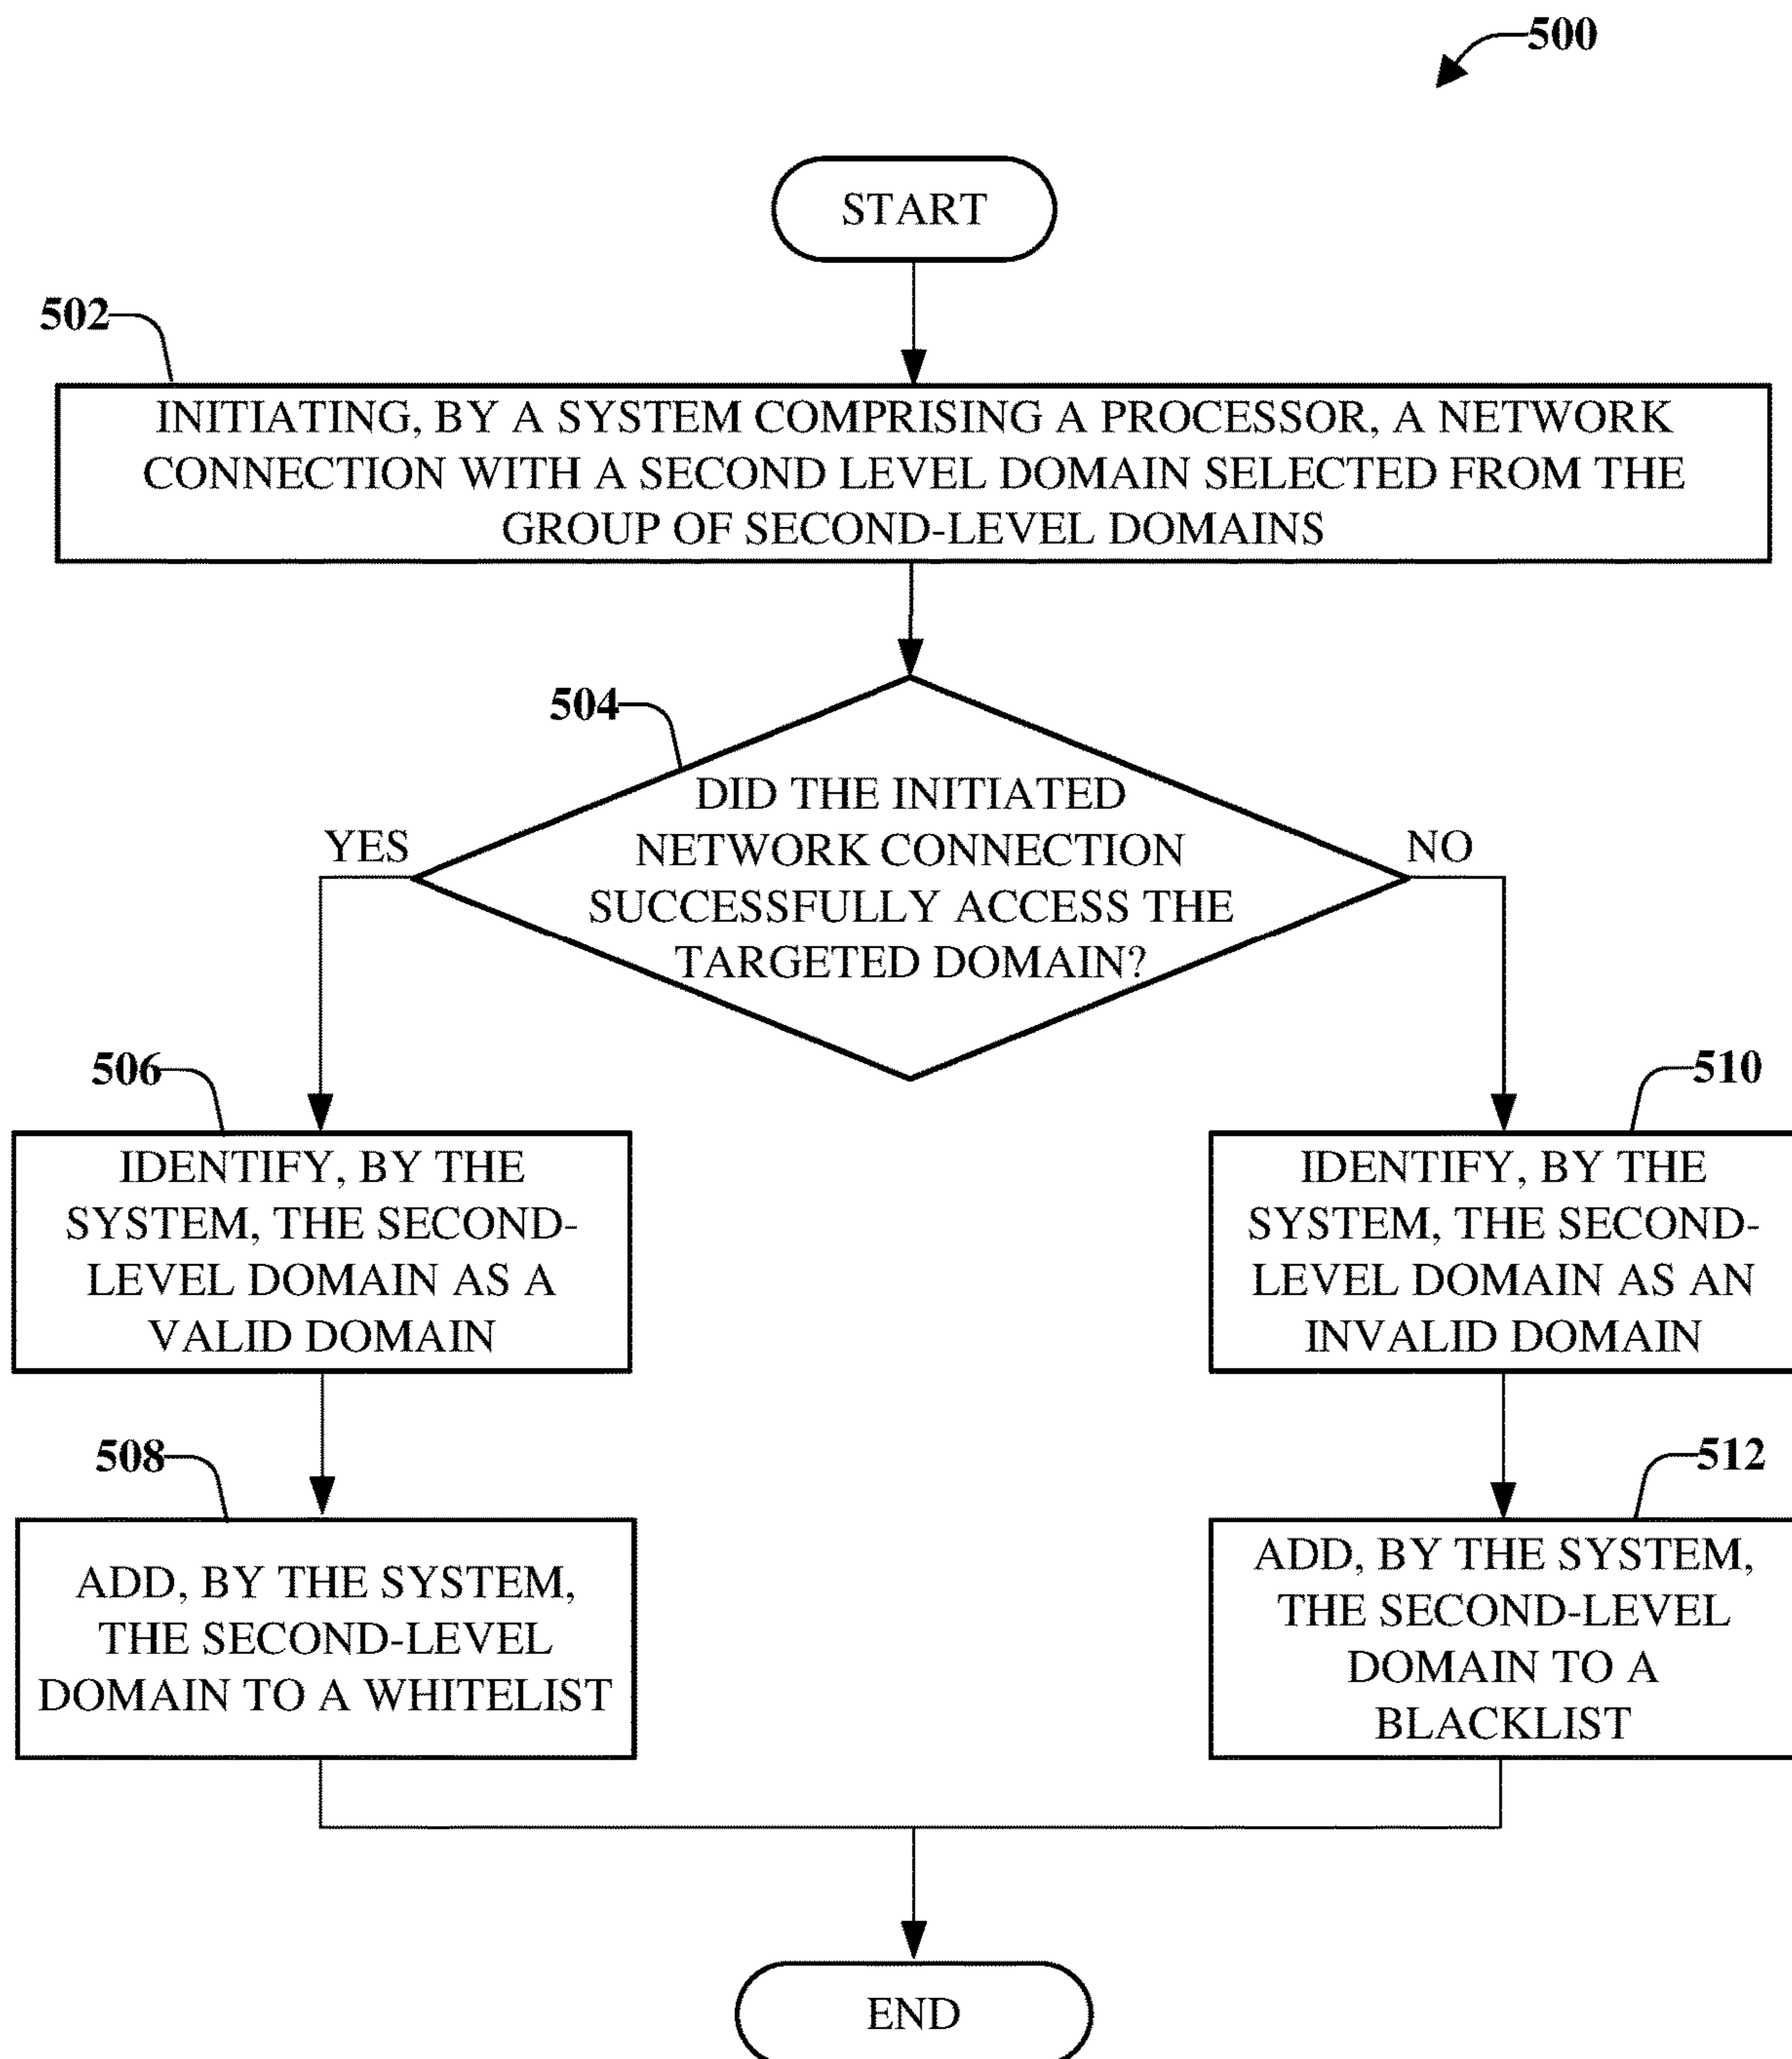 500
START
502
INITIATING, BY A SYSTEM COMPRISING A PROCESSOR, A NETWORK
CONNECTION WITH A SECOND LEVEL DOMAIN SELECTED FROM THE
GROUP OF SECOND-LEVEL DOMAINS
504
DID THE INITIATED
NETWORK CONNECTION
SUCCESSFULLY ACCESS THE
TARGETED DOMAIN?
YES
NO
506
IDENTIFY, BY THE
SYSTEM, THE SECOND-
LEVEL DOMAIN AS A
VALID DOMAIN
510
IDENTIFY, BY THE
SYSTEM, THE SECOND-
LEVEL DOMAIN AS AN
INVALID DOMAIN
508
ADD, BY THE SYSTEM,
THE SECOND-LEVEL
DOMAIN TO A WHITELIST
512
ADD, BY THE SYSTEM,
THE SECOND-LEVEL
DOMAIN TO A
BLACKLIST
END